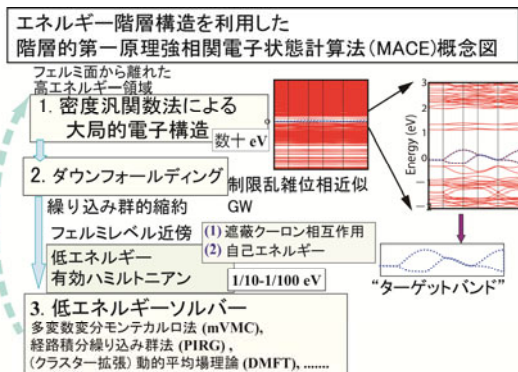 エネルギー階層構造を利用した
階層的第一原理強相関電子状態計算法(MACE)概念図
フェルミ面から離れた
高エネルギー領域
1. 密度汎関数法による
大局的電子構造
数十 eV
2. ダウンフォールディング
制限乱雑位相近似
GW
繰り込み群的縮約
フェルミレベル近傍
(1) 遮蔽クーロン相互作用
(2) 自己エネルギー
低エネルギー
有効ハミルトニアン
1/10-1/100 eV
3. 低エネルギーソルバー
多変数変分モンテカルロ法 (mVMC),
経路積分繰り込み群法 (PIRG) ,
(クラスター拡張) 動的平均場理論 (DMFT), .......
Energy (eV)
3
2
1
0
“ターゲットバンド”